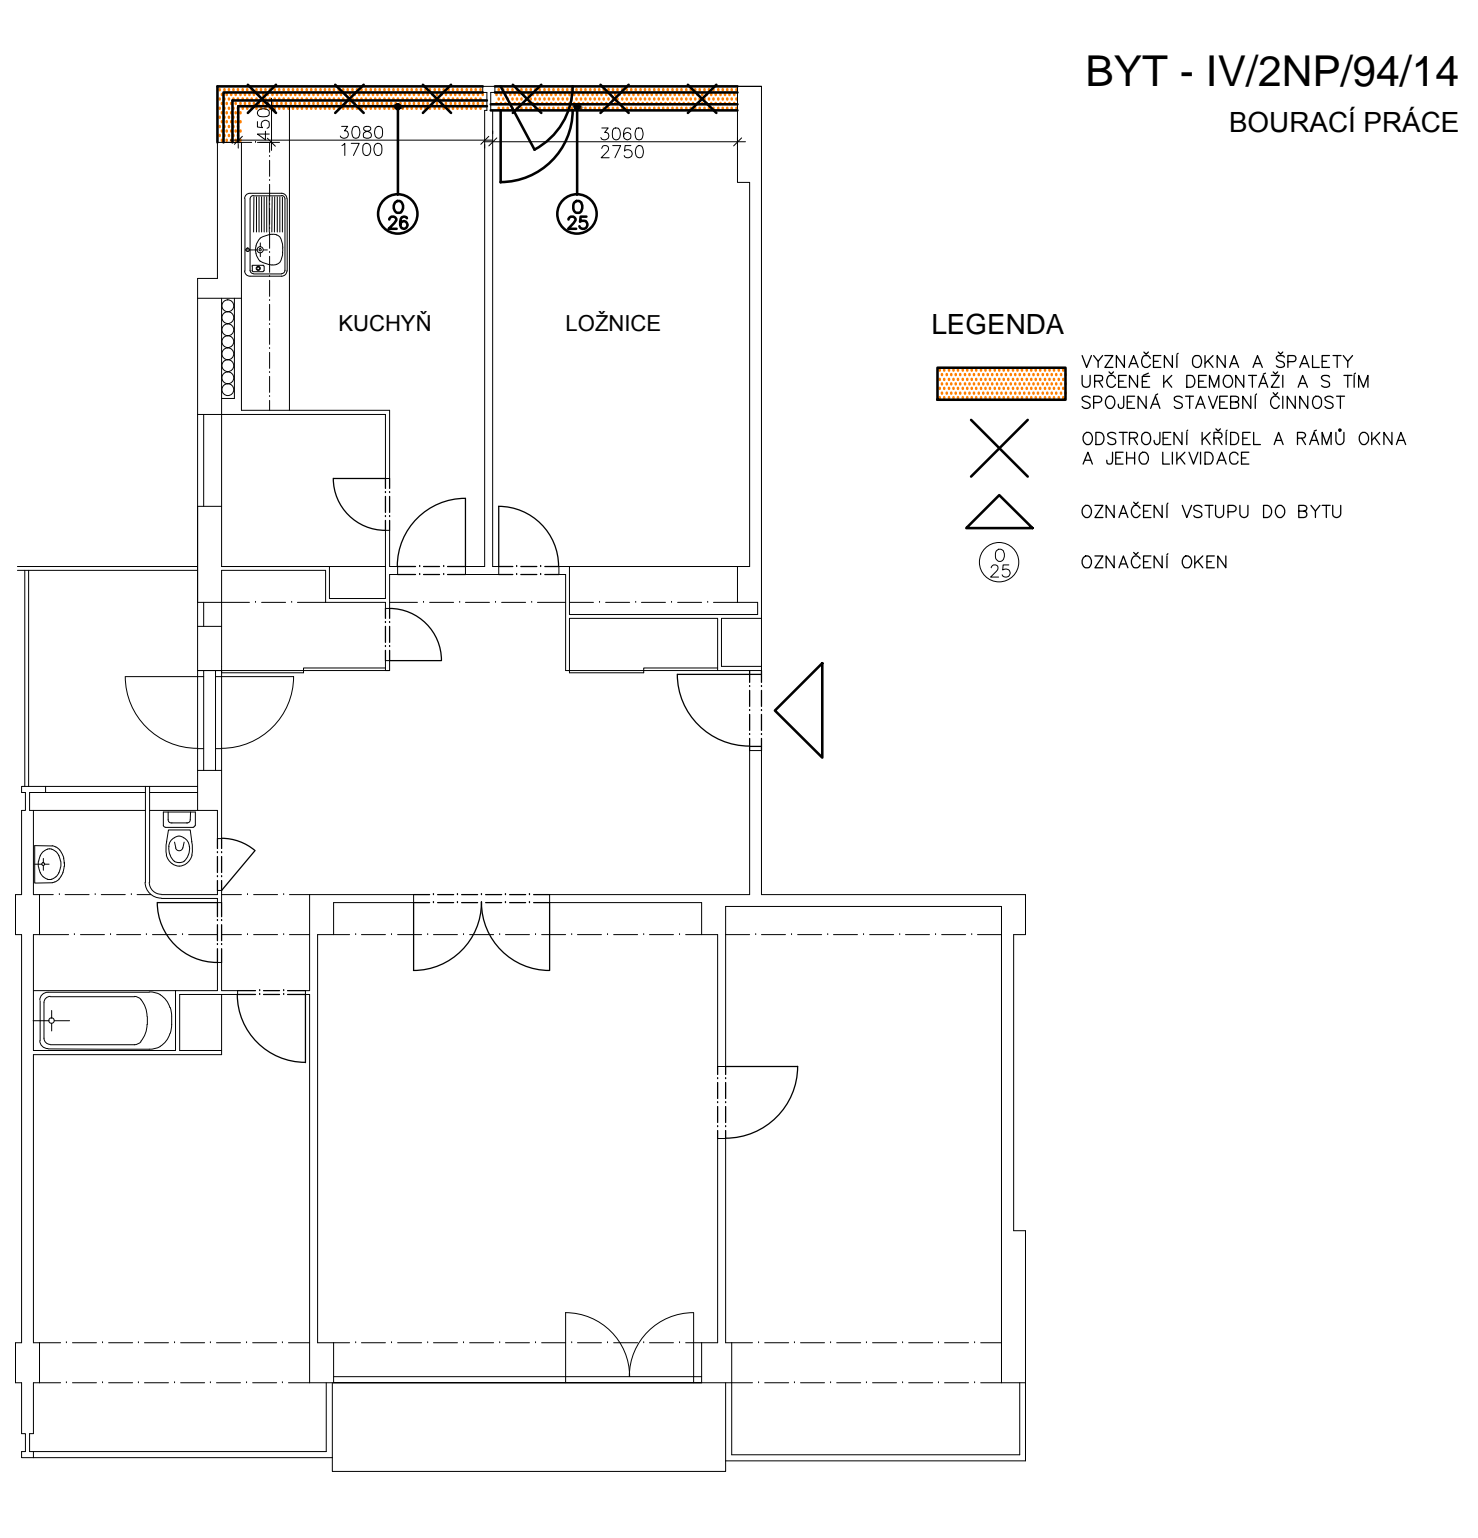 BYT - IV/2NP/94/14
BOURACÍ PRÁCE
450
3080
1700
3060
2750
O
26
O
25
KUCHYŇ
LOŽNICE
LEGENDA
VYZNAČENÍ OKNA A ŠPALETY
URČENÉ K DEMONTÁŽI A S TÍM
SPOJENÁ STAVEBNÍ ČINNOST
ODSTROJENÍ KŘÍDEL A RÁMŮ OKNA
A JEHO LIKVIDACE
OZNAČENÍ VSTUPU DO BYTU
O
25
OZNAČENÍ OKEN